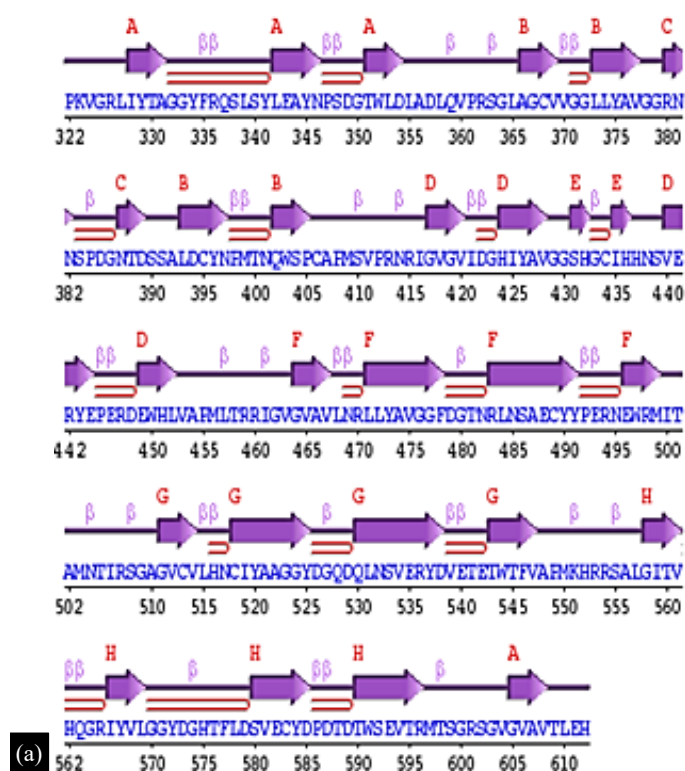 A ββ A ββ A β β B ββ B C
PKVGRLIYTAGGYFRQSLSYLEAYNPSDGTWLDLADLQVPRSGLAGCVVGGLLYAVGGRN
322 330 335 340 345 350 355 360 365 370 375 380
β C B ββ B β β D ββ D E β E D
NSPDGNTDSSALDCYNPMTNQWSPCAPMSVPRNRIGVGVIDGHIYAVGGSHGCIHHNSVE
382 390 395 400 405 410 415 420 425 430 435 440
ββ D β β F ββ F β F ββ F
RYEPERDEWHLVAPMLTRRIGVGVAVLNRLLYAVGGFDGTNRLNSAECYYPERNEWRMIT
442 450 455 460 465 470 475 480 485 490 495 500
β β G ββ G β G ββ G β β H
AMNTIRSGAGVCVLHNCIYAAGGYDGQDQLNSVERYDVETETWTFVAPMKHRRSALGITV
502 510 515 520 525 530 535 540 545 550 555 560
ββ H β H ββ H β A
HQGRIYVLGGYDGHTFLDSVECYDPDTDTWSEVTRMTSGRSGVGVAVTLEH
562 570 575 580 585 590 595 600 605 610
(a)